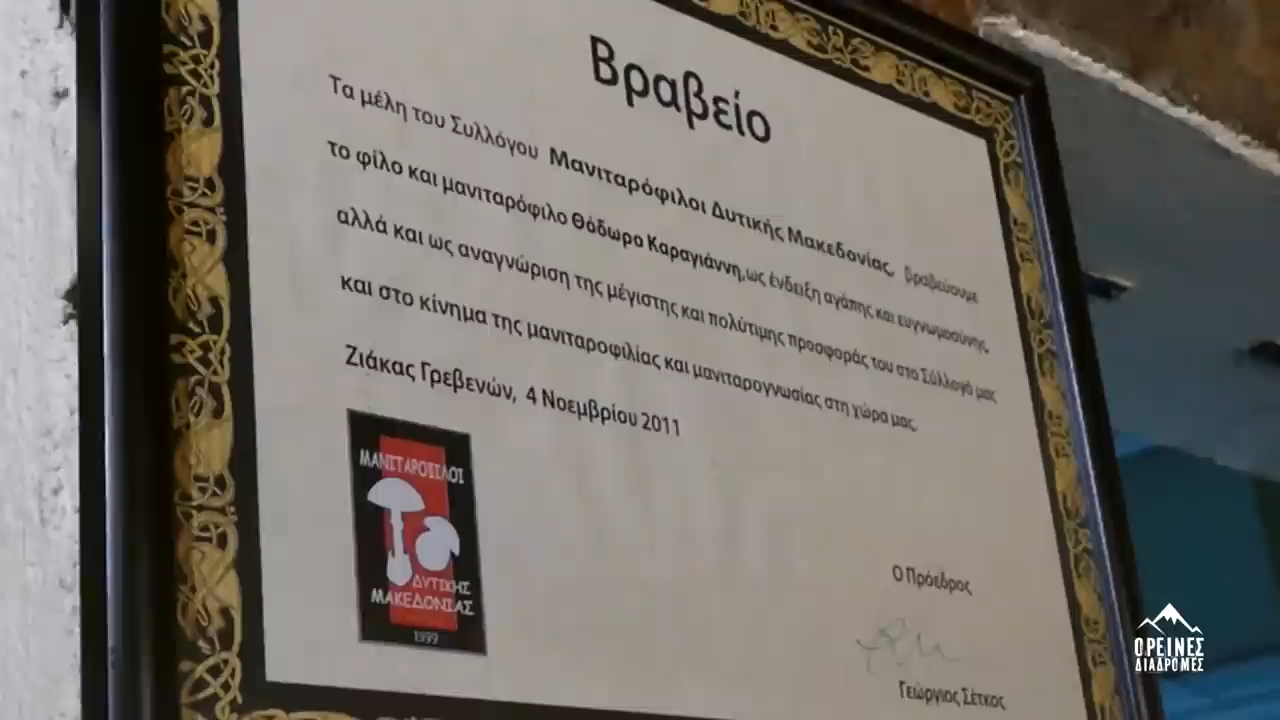 Βραβείο
Τα μέλη του Συλλόγου Μανιταρόφιλοι Δυτικής Μακεδονίας, βραβεύουμε
το φίλο και μανιταρόφιλο Θόδωρο Καραγιάννη,ως ένδειξη αγάπης και ευγνωμοσύνης,
αλλά και ως αναγνώριση της μέγιστης και πολύτιμης προσφοράς του στο Σύλλογό μας
και στο κίνημα της μανιταροφιλίας και μανιταρογνωσίας στη χώρα μας.
Ζιάκας Γρεβενών, 4 Νοεμβρίου 2011
ΜΑΝΙΤΑΡΟΦΙΛΟΙ
ΔΥΤΙΚΗΣ
ΜΑΚΕΔΟΝΙΑΣ
1999
Ο Πρόεδρος
Γεώργιος Σέτκος
ΟΡΕΙΝΕΣ
ΔΙΑΔΡΟΜΕΣ